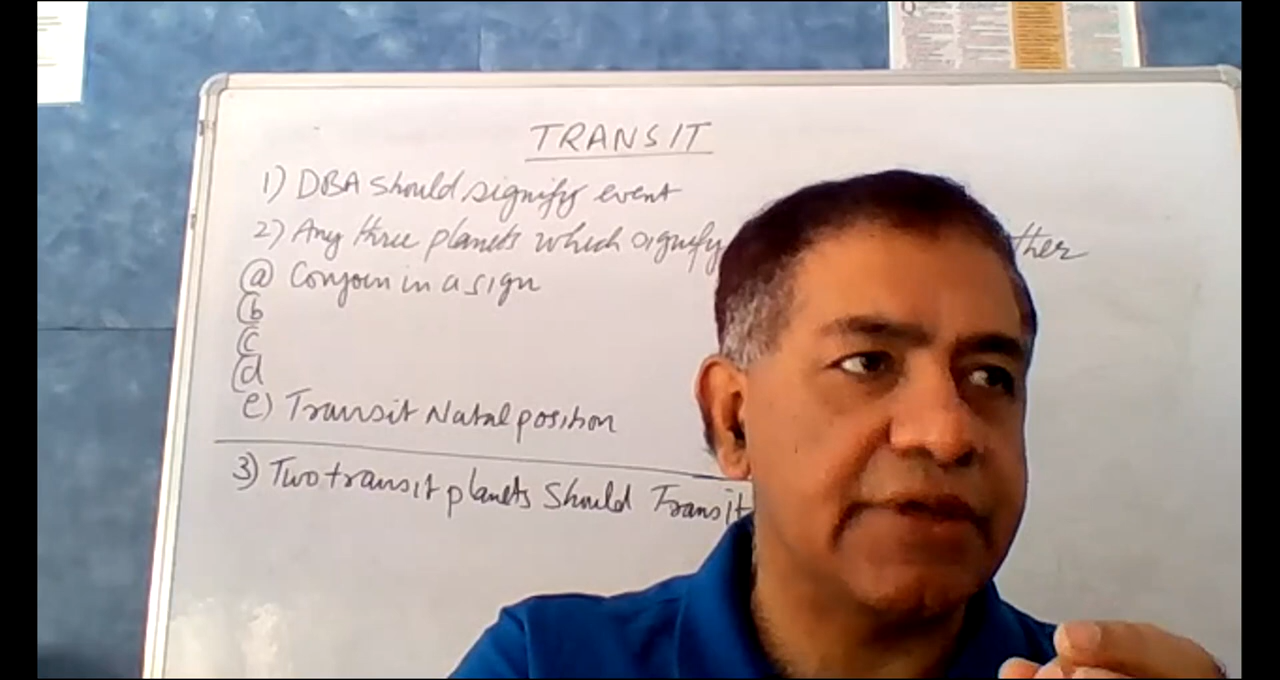 TRANSIT
1) DBA should signify event
2) Any three planets which signify ther
(a) Conjoin in a sign
(b
(c
(d
e) Transit Natal position
3) Two transit planets should Transit